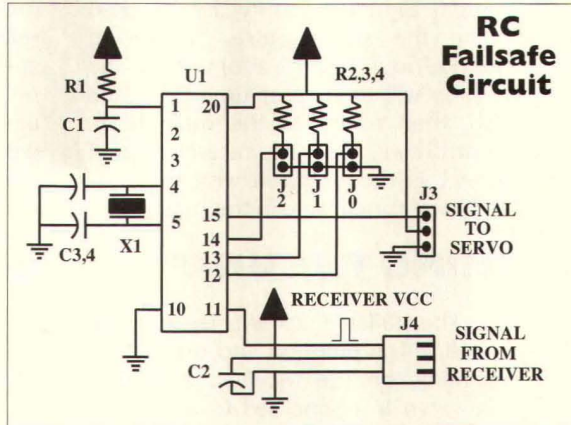 RC
Failsafe
Circuit
R1
C1
U1
R2,3,4
1
2
3
4
5
10
20
15
14
13
12
11
J
2
J
1
J
0
J3
SIGNAL
TO
SERVO
C3,4
X1
RECEIVER VCC
J4
SIGNAL
FROM
RECEIVER
C2